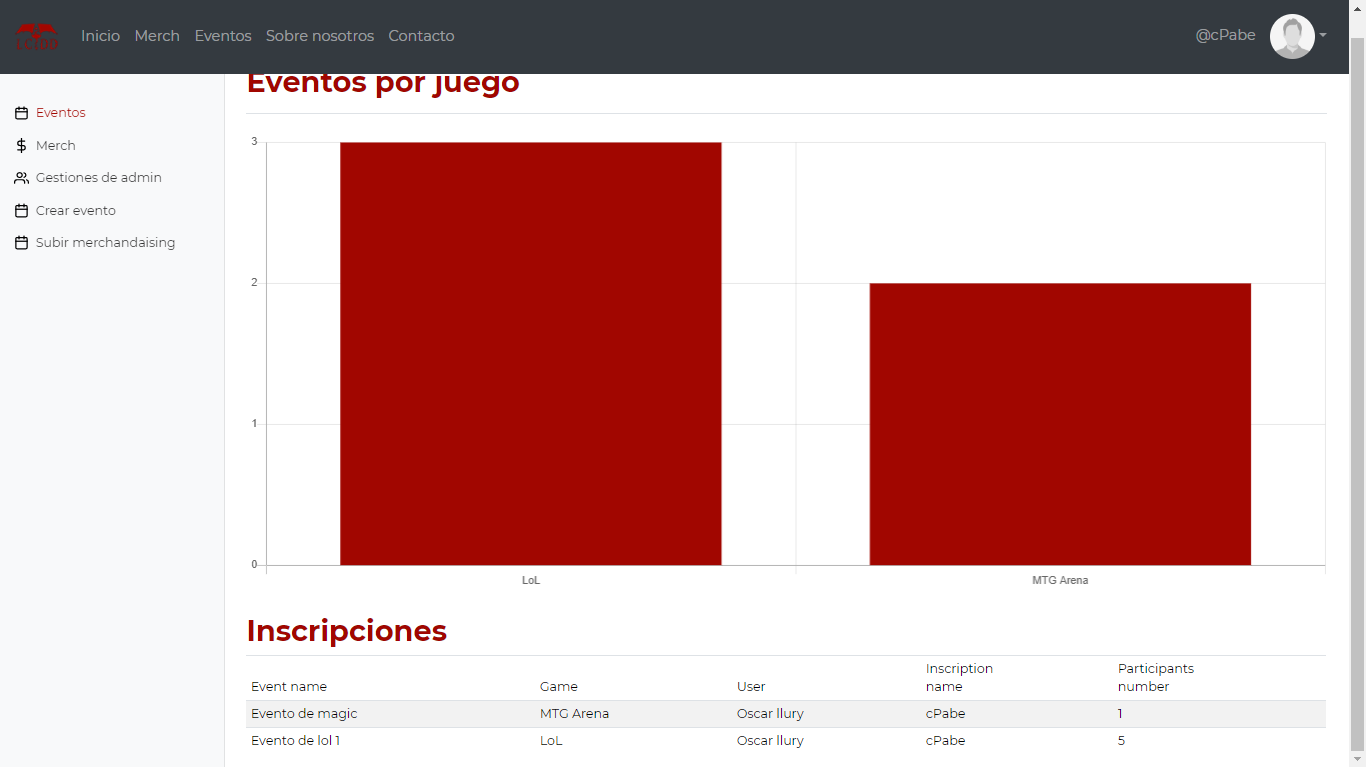 LCIDD
Inicio Merch Eventos Sobre nosotros Contacto
@cPabe
Eventos
Merch
Gestiones de admin
Crear evento
Subir merchandaising
Eventos por juego
3
2
1
0
LoL MTG Arena
Inscripciones
Event name Game User Inscription name Participants number
Evento de magic MTG Arena Oscar llury cPabe 1
Evento de lol 1 LoL Oscar llury cPabe 5